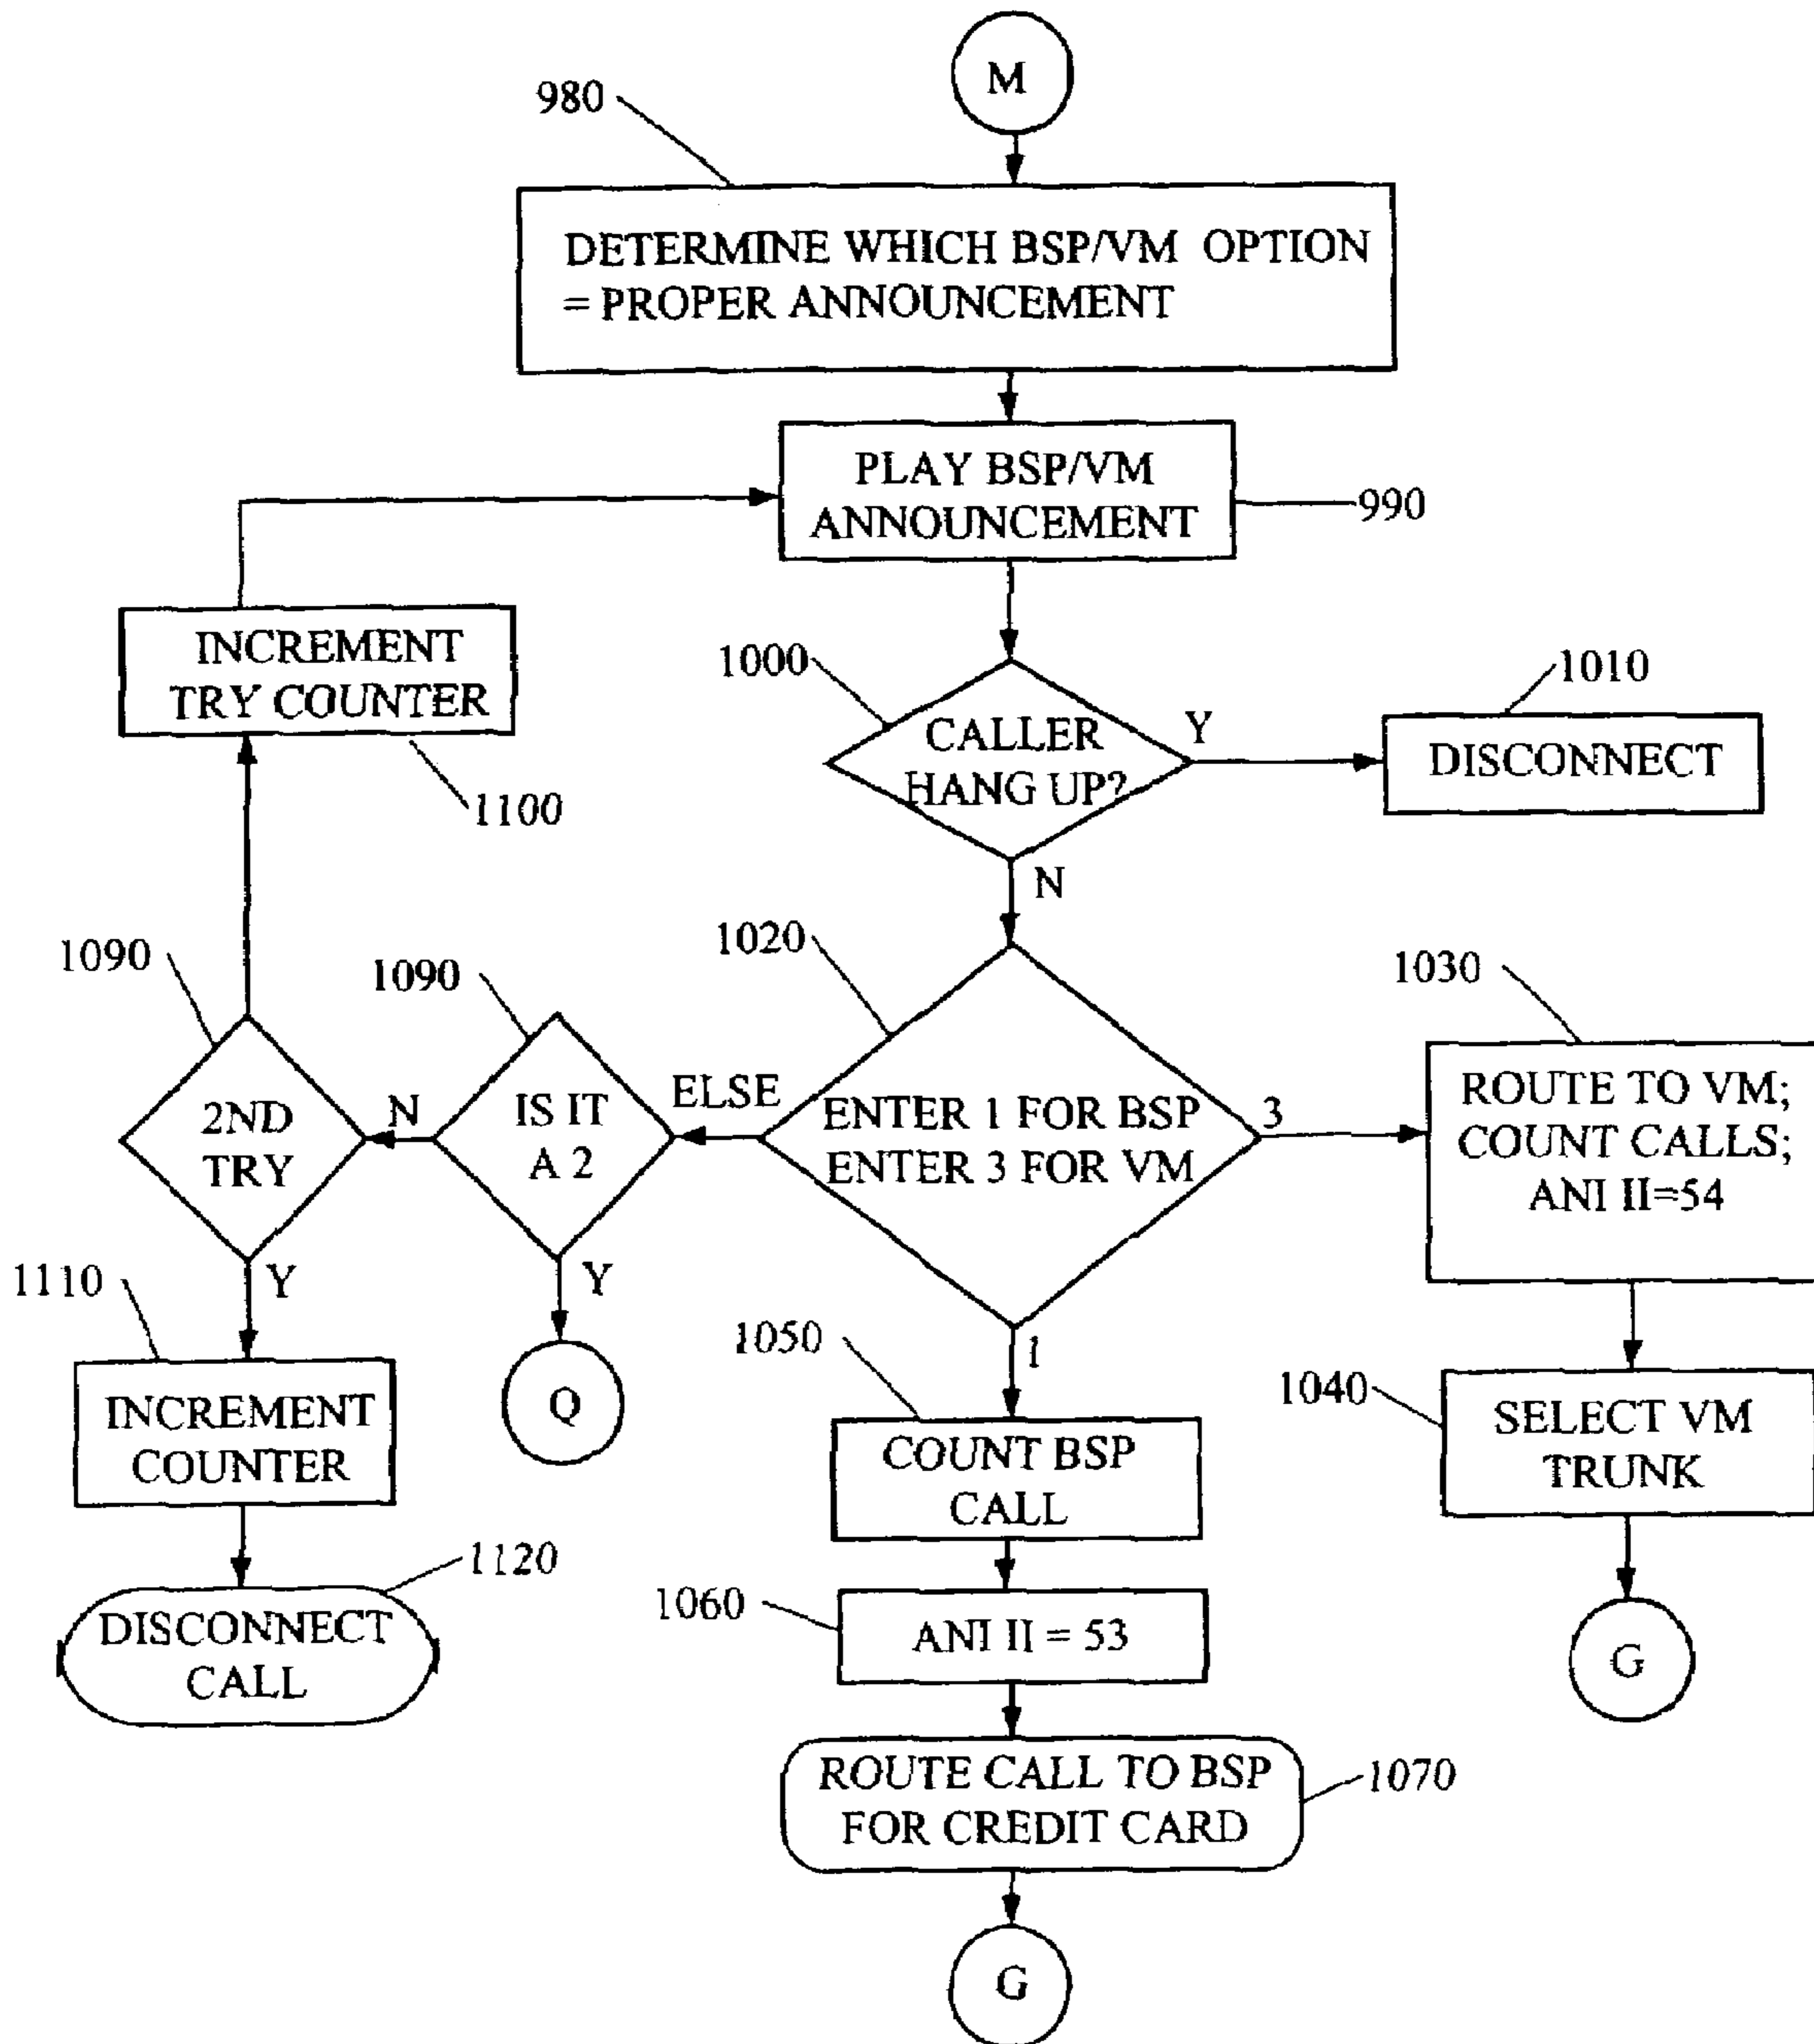 M
980
DETERMINE WHICH BSP/VM OPTION
= PROPER ANNOUNCEMENT
PLAY BSP/VM
ANNOUNCEMENT
990
INCREMENT
TRY COUNTER
1100
1000
CALLER
HANG UP?
Y
1010
DISCONNECT
N
1090
1090
1020
1030
2ND
TRY
N
IS IT
A 2
ELSE
ENTER 1 FOR BSP
ENTER 3 FOR VM
3
ROUTE TO VM;
COUNT CALLS;
ANI II=54
Y
Y
1
1110
INCREMENT
COUNTER
Q
1050
COUNT BSP
CALL
1040
SELECT VM
TRUNK
1120
DISCONNECT
CALL
1060
ANI II = 53
G
ROUTE CALL TO BSP
FOR CREDIT CARD
1070
G